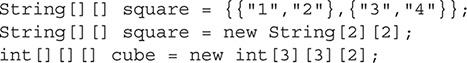 String[][] square = {{"1","2"},{"3","4"}};
String[][] square = new String[2][2];
int[][][] cube = new int[3][3][2];